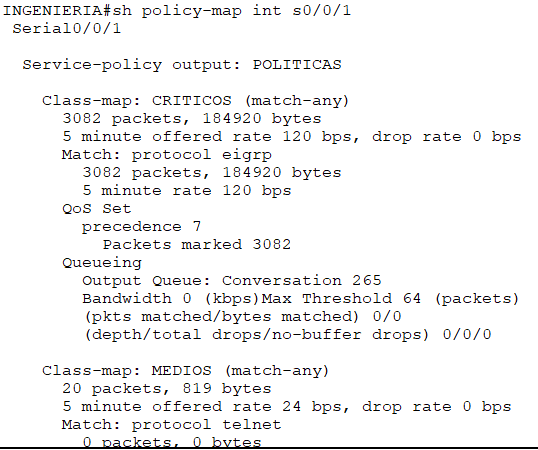 INGENIERIA#sh policy-map int s0/0/1
Serial0/0/1
Service-policy output: POLITICAS
Class-map: CRITICOS (match-any)
3082 packets, 184920 bytes
5 minute offered rate 120 bps, drop rate 0 bps
Match: protocol eigrp
3082 packets, 184920 bytes
5 minute rate 120 bps
QoS Set
precedence 7
Packets marked 3082
Queueing
Output Queue: Conversation 265
Bandwidth 0 (kbps)Max Threshold 64 (packets)
(pkts matched/bytes matched) 0/0
(depth/total drops/no-buffer drops) 0/0/0
Class-map: MEDIOS (match-any)
20 packets, 819 bytes
5 minute offered rate 24 bps, drop rate 0 bps
Match: protocol telnet
0 packets, 0 bytes